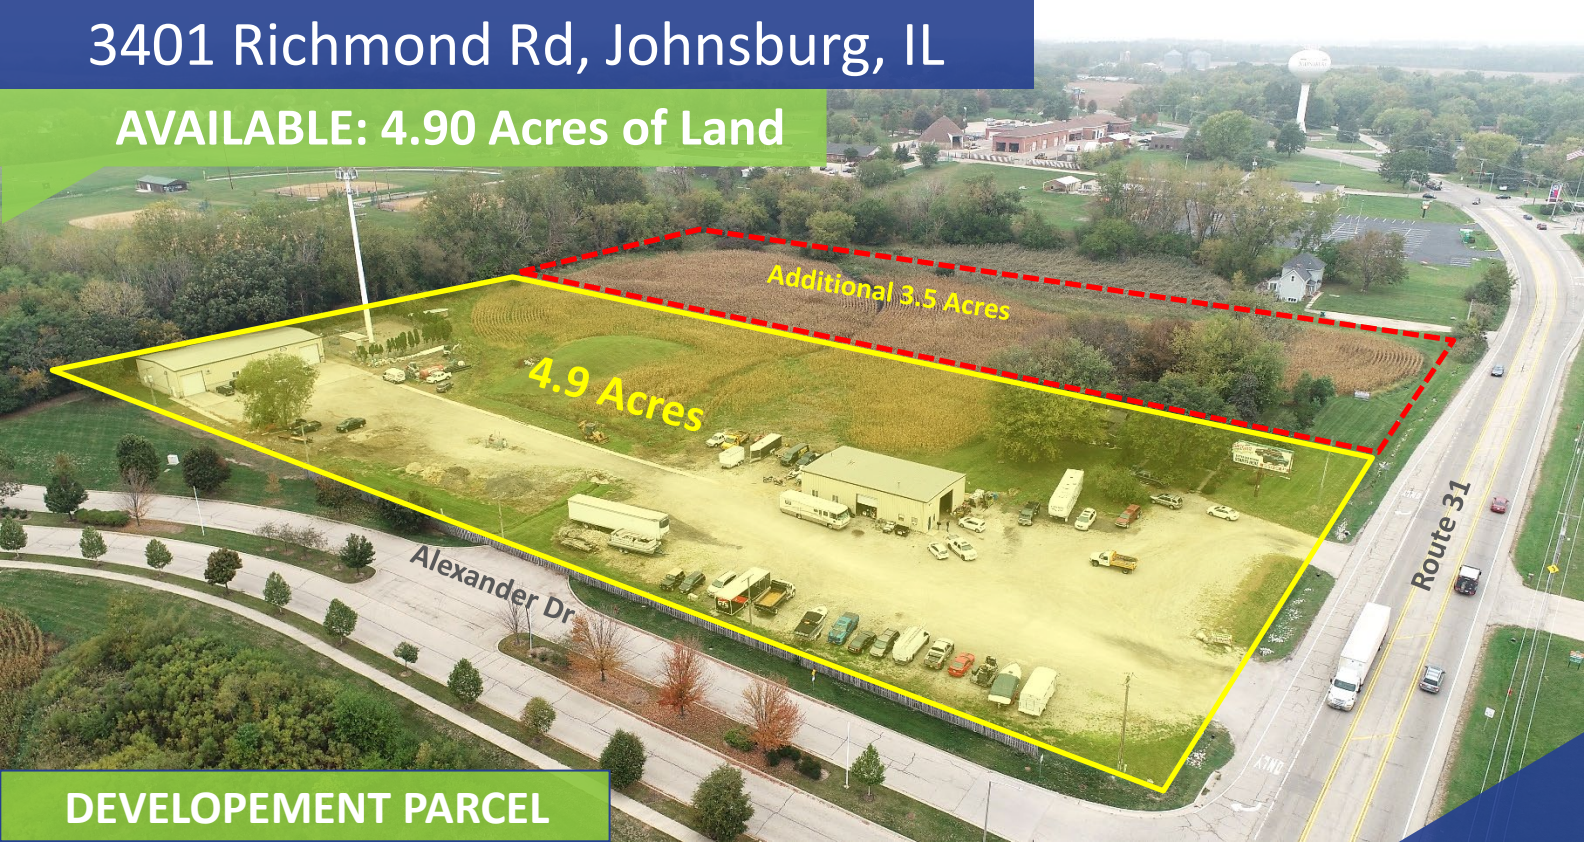 3401 Richmond Rd, Johnsburg, IL
AVAILABLE: 4.90 Acres of Land
Additional 3.5 Acres
4.9 Acres
Route 31
Alexander Dr
ONLY
DEVELOPEMENT PARCEL